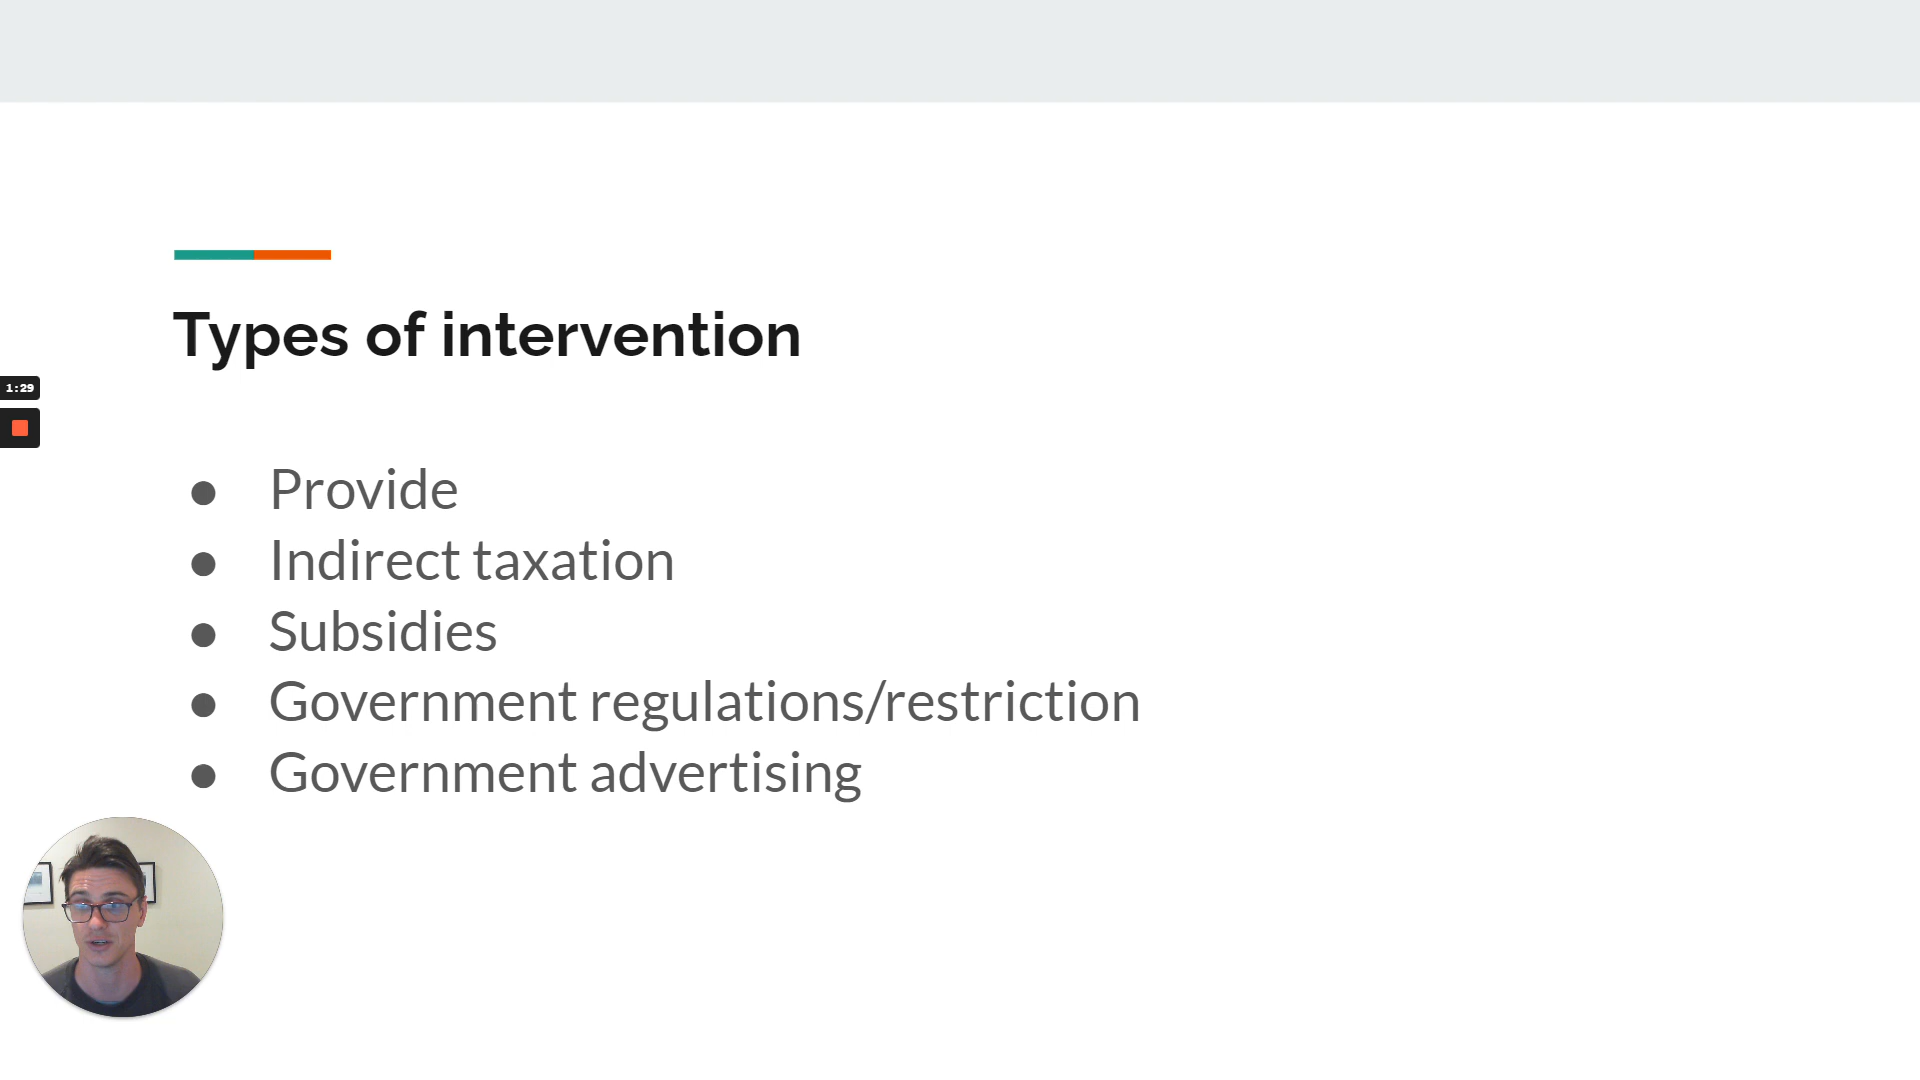 Types of intervention
1:29
● Provide
● Indirect taxation
● Subsidies
● Government regulations/restriction
● Government advertising